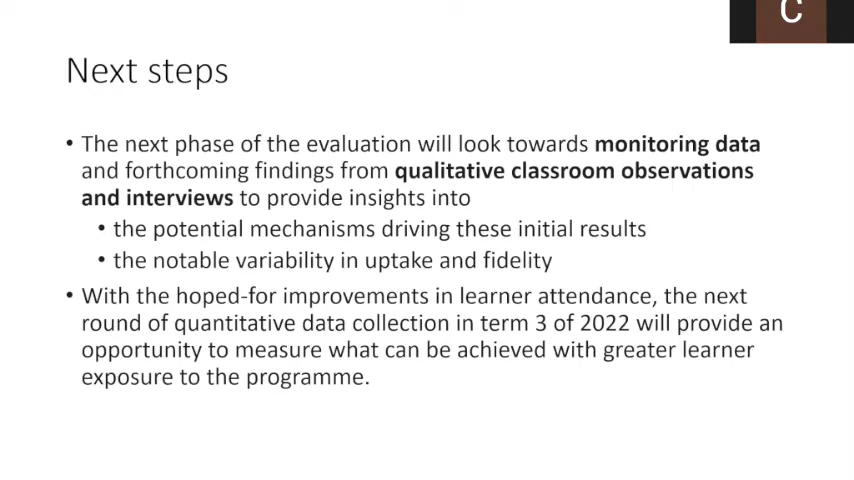 C
Next steps
• The next phase of the evaluation will look towards monitoring data
and forthcoming findings from qualitative classroom observations
and interviews to provide insights into
• the potential mechanisms driving these initial results
• the notable variability in uptake and fidelity
• With the hoped-for improvements in learner attendance, the next
round of quantitative data collection in term 3 of 2022 will provide an
opportunity to measure what can be achieved with greater learner
exposure to the programme.